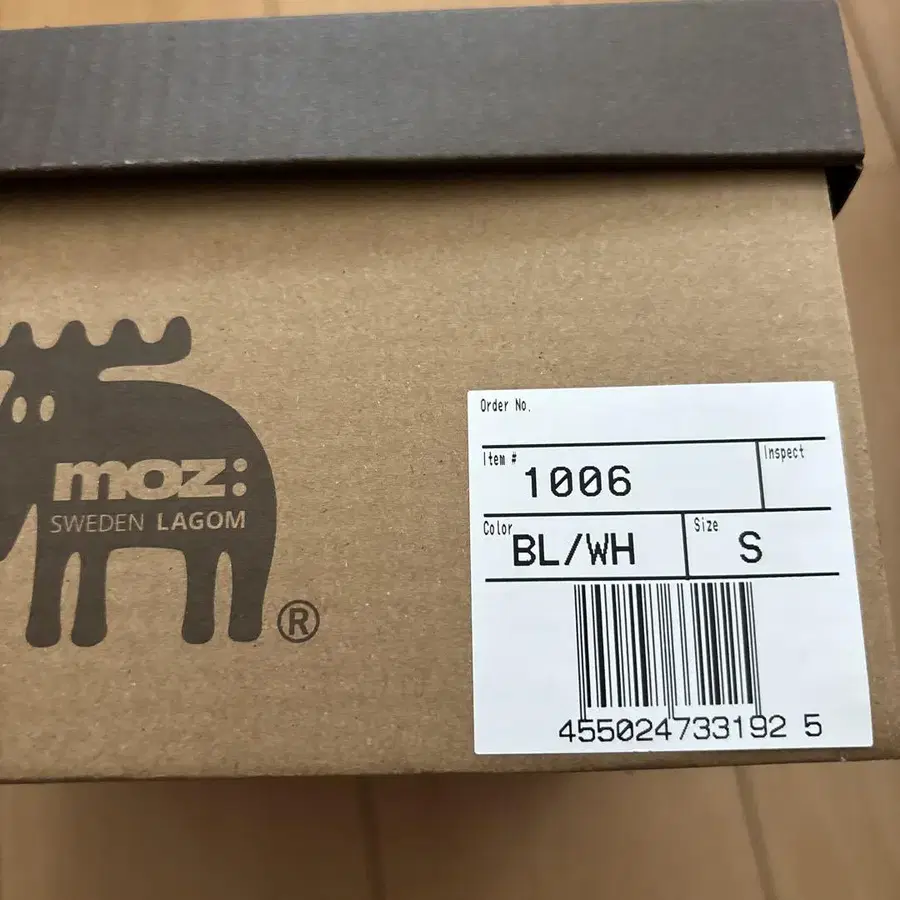 moz:
SWEDEN LAGOM
®
Order No.
Item # 1006
Inspect
Color BL/WH
Size S
455024733192 5